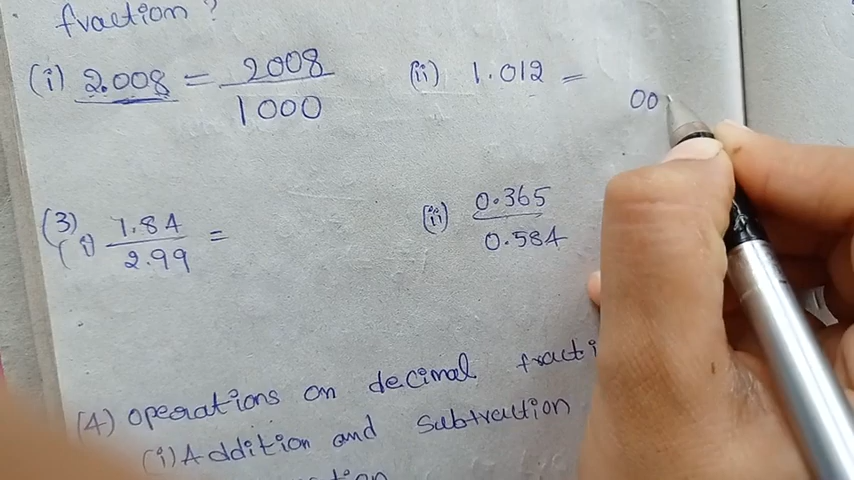 fraction?
(i) 2.008 = 2008/1000 (ii) 1.012 = 00
(3)
(i) 1.84/2.99 = (ii) 0.365/0.584
(4) operations on decimal fracti
(i) Addition and subtraction